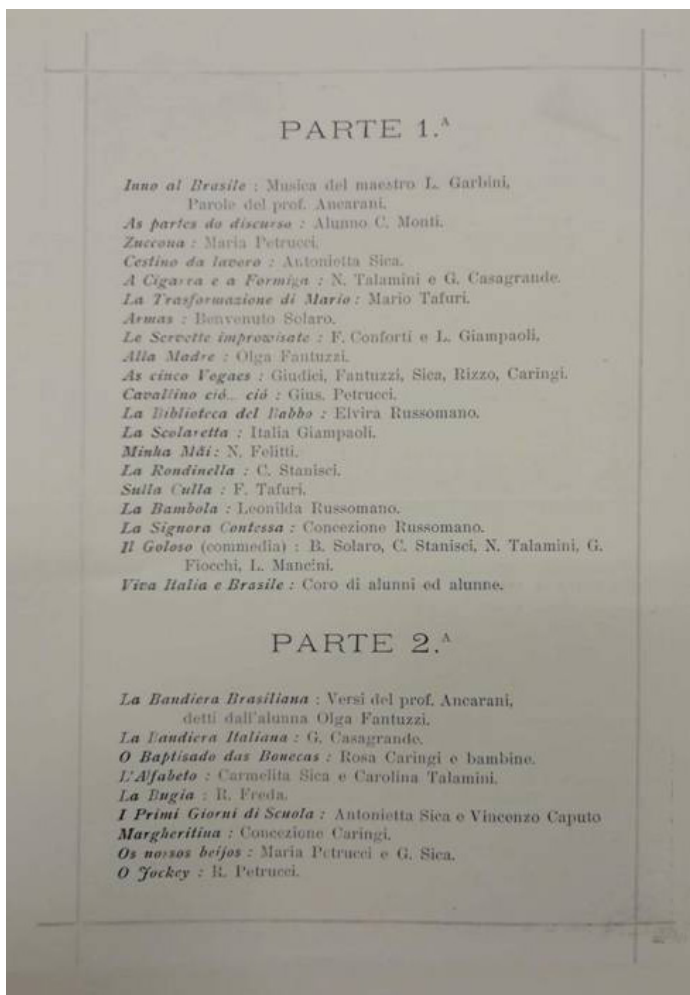 PARTE 1.ᴬ
Inno al Brasile : Musica del maestro L. Garbini,
Parole del prof. Ancarani.
As partes do discurso : Alunno C. Monti.
Zuccona : Maria Petrucci.
Cestino da lavoro : Antonietta Sica.
A Cigarra e a Formiga : N. Talamini e G. Casagrande.
La Trasformazione di Mario : Mario Tafuri.
Armas : Benvenuto Solaro.
Le Servette improwisate : F. Conforti e L. Giampaoli.
Alla Madre : Olga Fantuzzi.
As cinco Vogaes : Giudici, Fantuzzi, Sica, Rizzo, Caringi.
Cavallino ció... ció : Gius. Petrucci.
La Biblioteca del Babbo : Elvira Russomano.
La Scolaretta : Italia Giampaoli.
Minha Mãi : N. Felitti.
La Rondinella : C. Stanisci.
Sulla Culla : F. Tafuri.
La Bambola : Leonilda Russomano.
La Signora Contessa : Concezione Russomano.
Il Goloso (commedia) : B. Solaro, C. Stanisci, N. Talamini, G.
Fiocchi, L. Mancini.
Viva Italia e Brasile : Coro di alunni ed alunne.
PARTE 2.ᴬ
La Bandiera Brasiliana : Versi del prof. Ancarani,
detti dall'alunna Olga Fantuzzi.
La Bandiera Italiana : G. Casagrande.
O Baptisado das Bonecas : Rosa Caringi e bambine.
L'Alfabeto : Carmelita Sica e Carolina Talamini.
La Bugia : R. Freda.
I Primi Giorni di Scuola : Antonietta Sica e Vincenzo Caputo
Margheritina : Concezione Caringi.
Os nossos beijos : Maria Petrucci e G. Sica.
O Jockey : R. Petrucci.